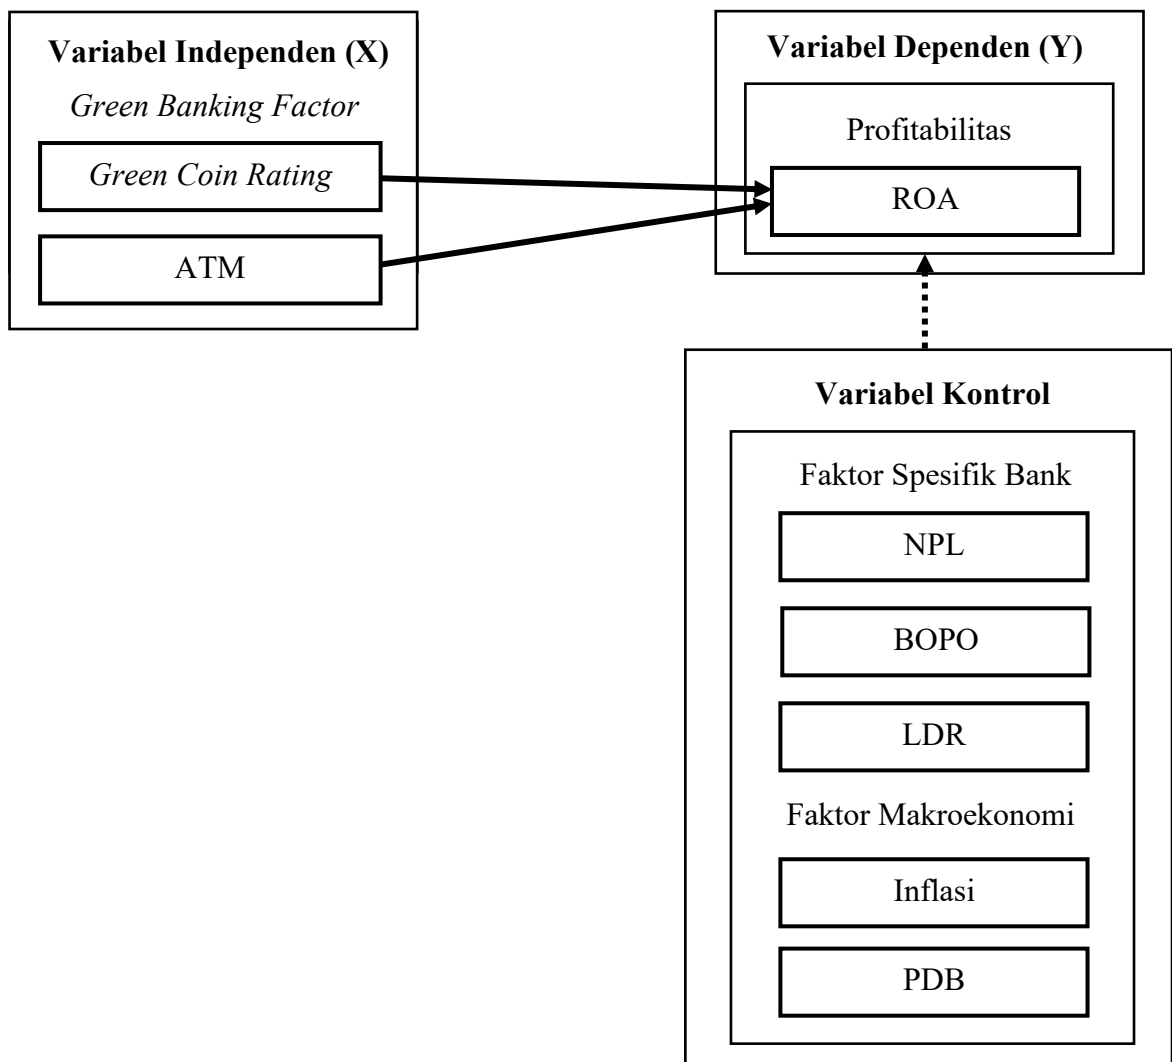 Variabel Independen (X)
Green Banking Factor
Green Coin Rating
ATM
Variabel Dependen (Y)
Profitabilitas
ROA
Variabel Kontrol
Faktor Spesifik Bank
NPL
BOPO
LDR
Faktor Makroekonomi
Inflasi
PDB